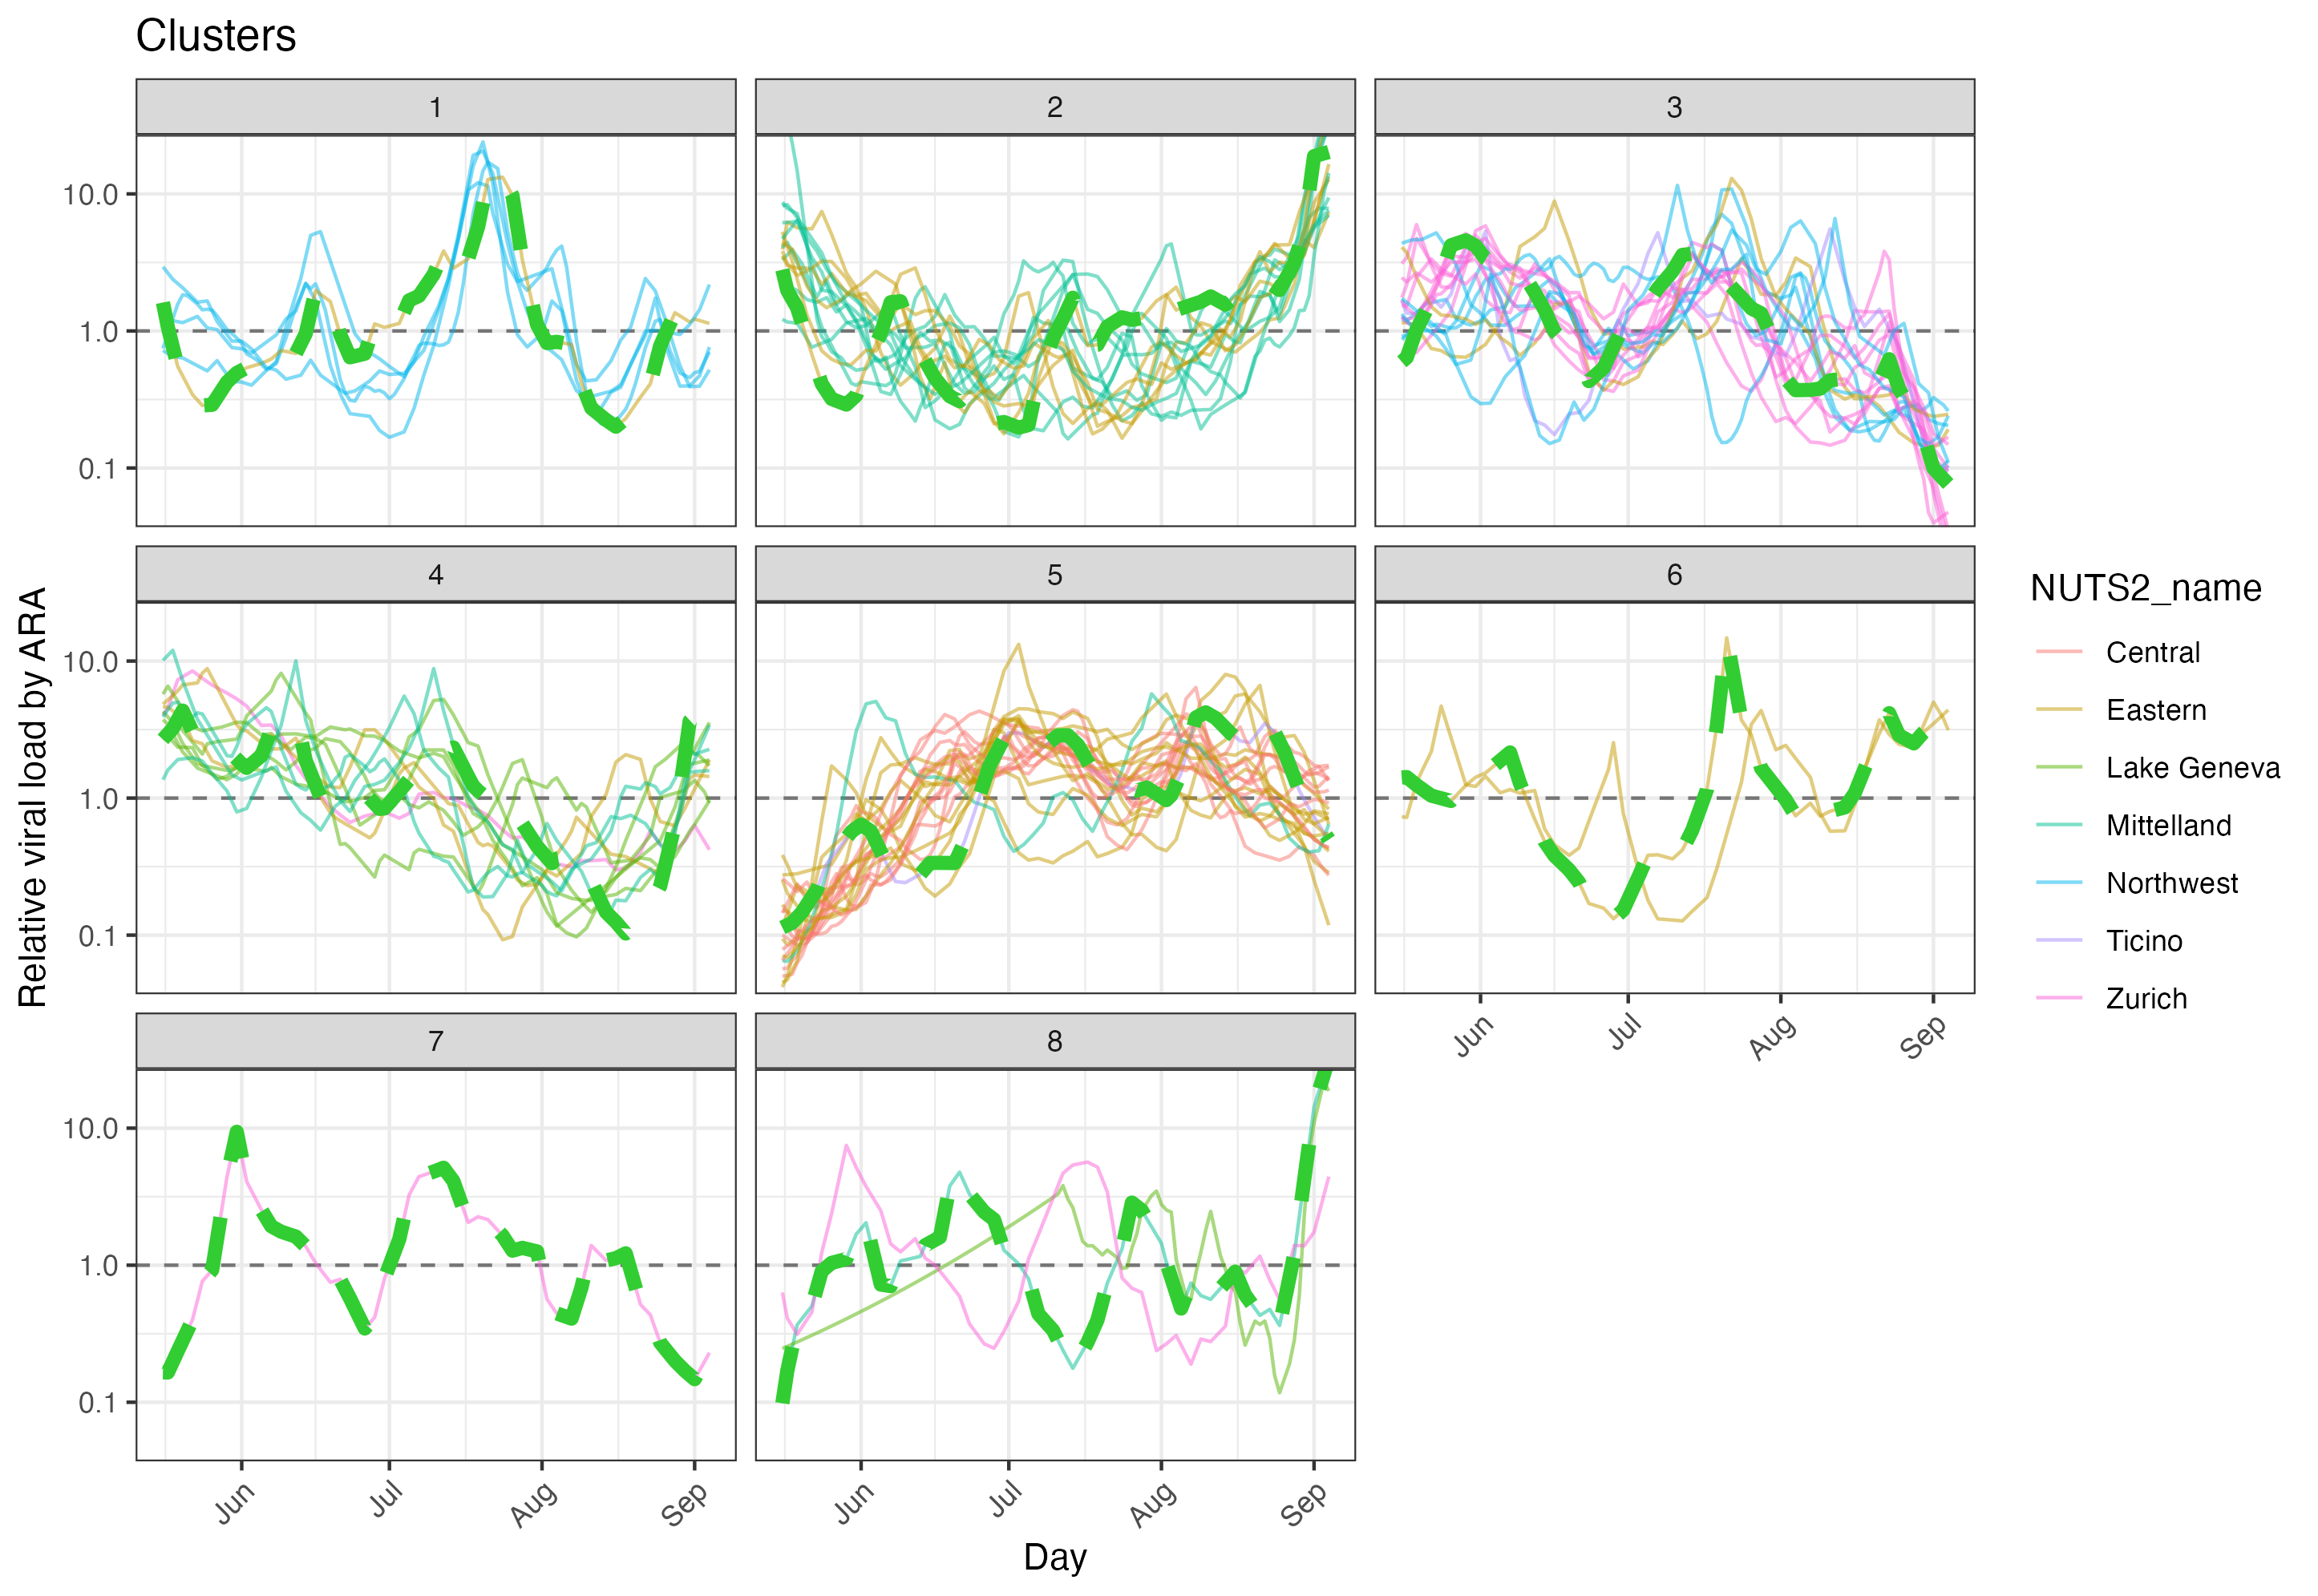 Clusters
1
2
3
10.0
1.0
0.1
4
5
6
10.0
1.0
0.1
Jun
Jul
Aug
Sep
7
8
10.0
1.0
0.1
Jun
Jul
Aug
Sep
Jun
Jul
Aug
Sep
Day
Relative viral load by ARA
NUTS2_name
Central
Eastern
Lake Geneva
Mittelland
Northwest
Ticino
Zurich